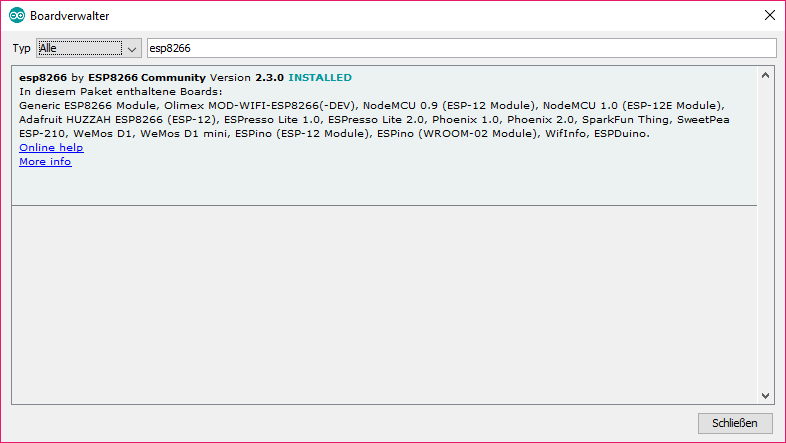 Boardverwalter
Typ Alle esp8266
esp8266 by ESP8266 Community Version 2.3.0 INSTALLED
In diesem Paket enthaltene Boards:
Generic ESP8266 Module, Olimex MOD-WIFI-ESP8266(-DEV), NodeMCU 0.9 (ESP-12 Module), NodeMCU 1.0 (ESP-12E Module),
Adafruit HUZZAH ESP8266 (ESP-12), ESPresso Lite 1.0, ESPresso Lite 2.0, Phoenix 1.0, Phoenix 2.0, SparkFun Thing, SweetPea
ESP-210, WeMos D1, WeMos D1 mini, ESPino (ESP-12 Module), ESPino (WROOM-02 Module), WifInfo, ESPDuino.
Online help
More info
Schließen